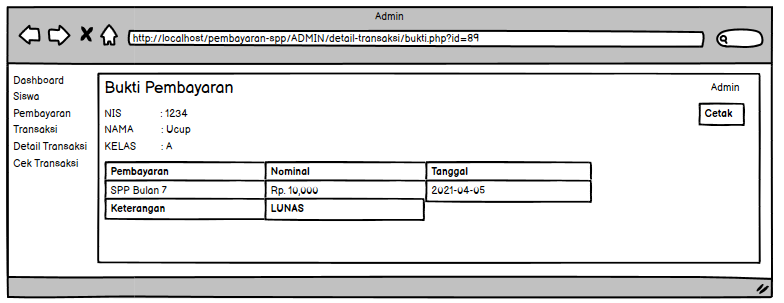 Admin
http://localhost/pembayaran-spp/ADMIN/detail-transaksi/bukti.php?id=89
Dashboard
Siswa
Pembayaran
Transaksi
Detail Transaksi
Cek Transaksi
Bukti Pembayaran
Admin
NIS : 1234
Cetak
NAMA : Ucup
KELAS : A
Pembayaran Nominal Tanggal
SPP Bulan 7 Rp. 10,000 2021-04-05
Keterangan LUNAS